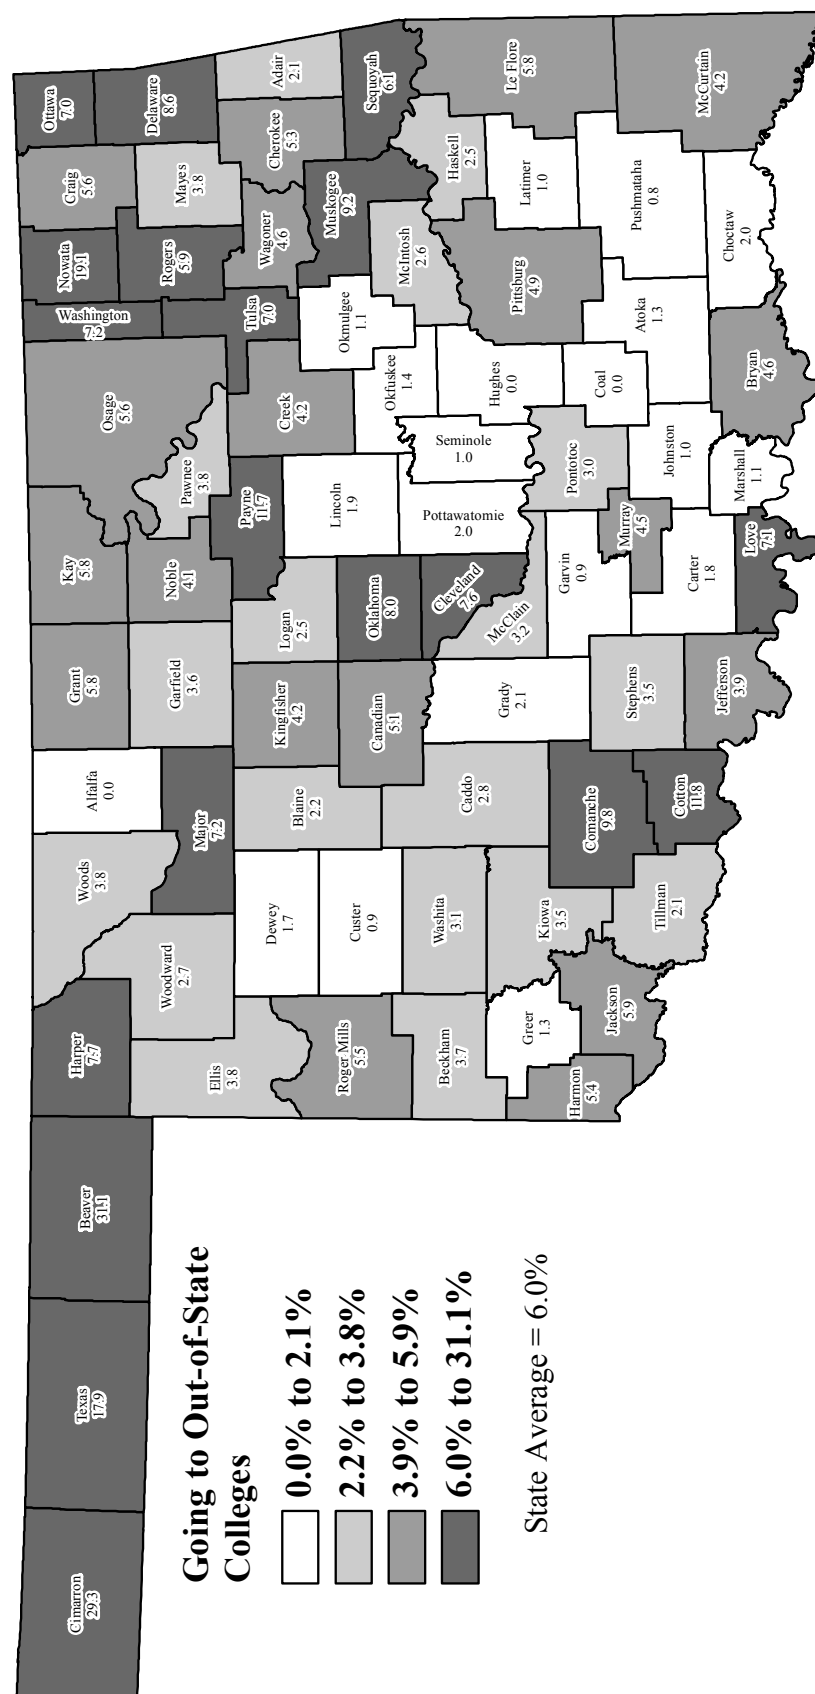 Cimarron
29.3
Texas
17.9
Beaver
31.1
Harper
7.7
Woods
3.8
Alfalfa
0.0
Grant
5.8
Kay
5.8
Osage
5.6
Washington
7.2
Nowata
19.1
Craig
5.6
Ottawa
7.0
Ellis
3.8
Woodward
2.7
Major
7.2
Garfield
3.6
Noble
4.1
Pawnee
3.8
Rogers
5.9
Mayes
3.8
Delaware
8.6
Tulsa
7.0
Payne
11.7
Creek
4.2
Wagoner
4.6
Cherokee
5.3
Adair
2.1
Dewey
1.7
Blaine
2.2
Kingfisher
4.2
Logan
2.5
Lincoln
1.9
Okmulgee
1.1
Muskogee
9.2
Sequoyah
6.1
Roger Mills
5.5
Custer
0.9
Canadian
5.1
Oklahoma
8.0
Okfuskee
1.4
McIntosh
2.6
Haskell
2.5
Le Flore
5.8
Beckham
3.7
Washita
3.1
Caddo
2.8
Grady
2.1
Cleveland
7.6
McClain
3.2
Pottawatomie
2.0
Seminole
1.0
Hughes
0.0
Pittsburg
4.9
Latimer
1.0
Greer
1.3
Kiowa
3.5
Comanche
9.8
Stephens
3.5
Garvin
0.9
Pontotoc
3.0
Coal
0.0
Atoka
1.3
Pushmataha
0.8
McCurtain
4.2
Harmon
5.4
Jackson
5.9
Tillman
2.1
Cotton
11.8
Jefferson
3.9
Carter
1.8
Murray
4.5
Johnston
1.0
Love
7.1
Marshall
1.1
Bryan
4.6
Choctaw
2.0
Going to Out-of-State
Colleges
0.0% to 2.1%
2.2% to 3.8%
3.9% to 5.9%
6.0% to 31.1%
State Average = 6.0%